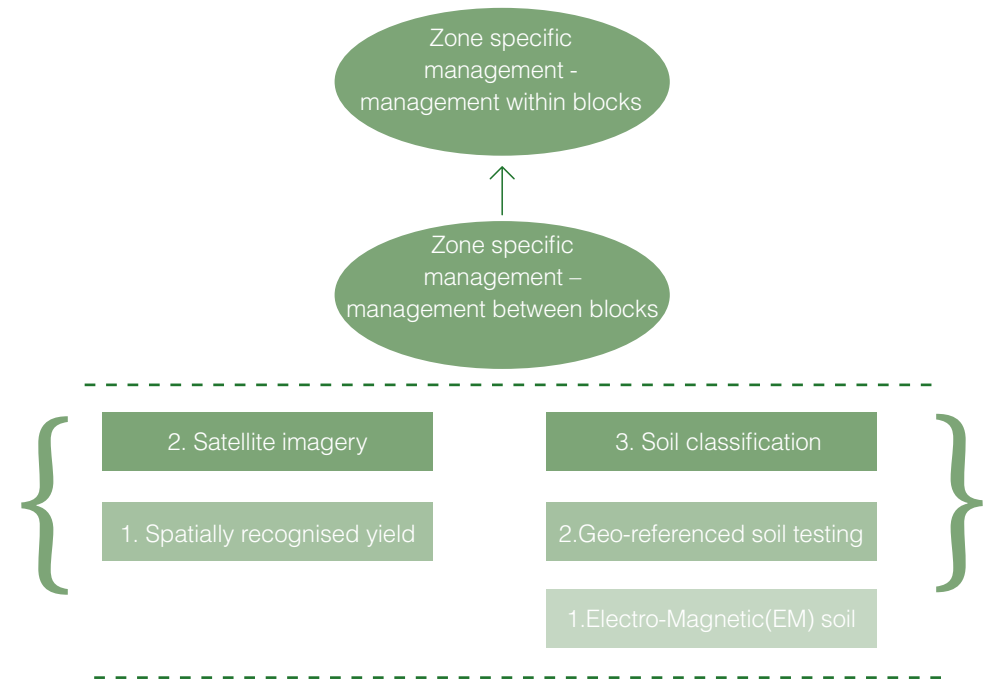 Zone specific
management -
management within blocks
Zone specific
management –
management between blocks
2. Satellite imagery
3. Soil classification
1. Spatially recognised yield
2.Geo-referenced soil testing
1.Electro-Magnetic(EM) soil